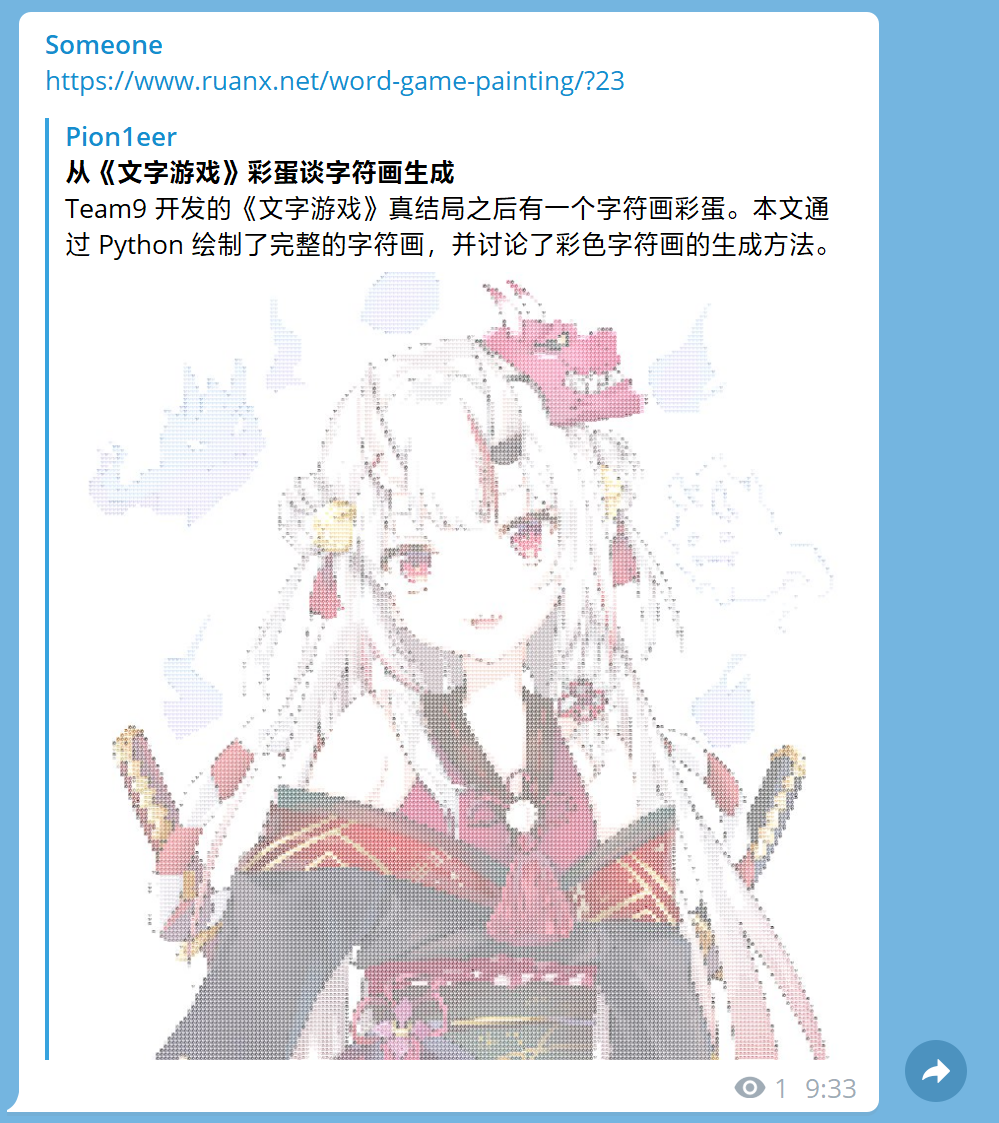 Someone
https://www.ruanx.net/word-game-painting/?23
Pion1eer
从《文字游戏》彩蛋谈字符画生成
Team9 开发的《文字游戏》真结局之后有一个字符画彩蛋。本文通
过 Python 绘制了完整的字符画，并讨论了彩色字符画的生成方法。
1 9:33